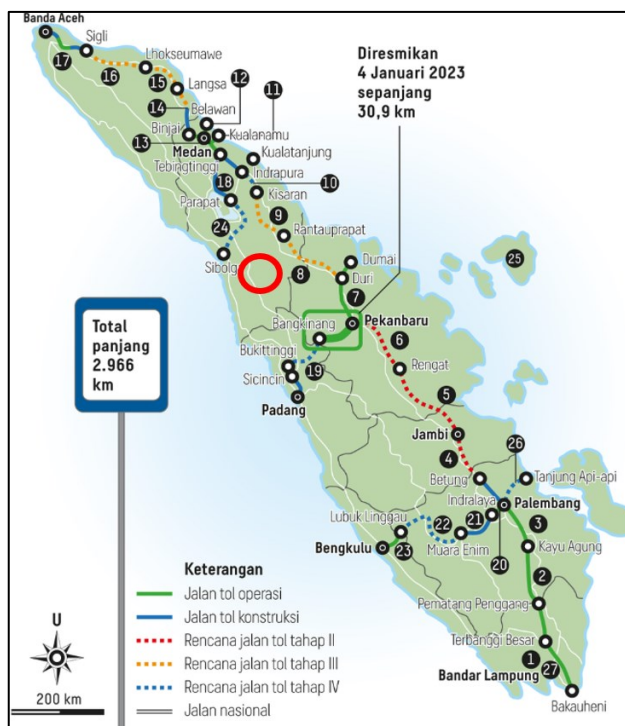 Banda Aceh
Sigli
Lhokseumawe
17
16
15
Langsa
12
11
14
Belawan
Binjai
Kualanamu
13
Medan
Kualatanjung
Tebingtinggi
Indrapura
10
18
Kisaran
Parapat
9
24
Rantauprapat
Sibolg
8
Dumai
Duri
7
25
Diresmikan
4 Januari 2023
sepanjang
30,9 km
Total
panjang
2.966
km
Bangkinang
Pekanbaru
6
Bukittinggi
19
Rengat
Sicincin
5
Padang
Jambi
26
4
Betung
Tanjung Api-api
Indralaya
Palembang
Lubuk Linggau
22
21
3
Bengkulu
23
Muara Enim
20
Kayu Agung
2
Pematang Penggang
Terbanggi Besar
1
Bandar Lampung
27
Bakauheni
Keterangan
Jalan tol operasi
Jalan tol konstruksi
Rencana jalan tol tahap II
Rencana jalan tol tahap III
Rencana jalan tol tahap IV
Jalan nasional
U
200 km